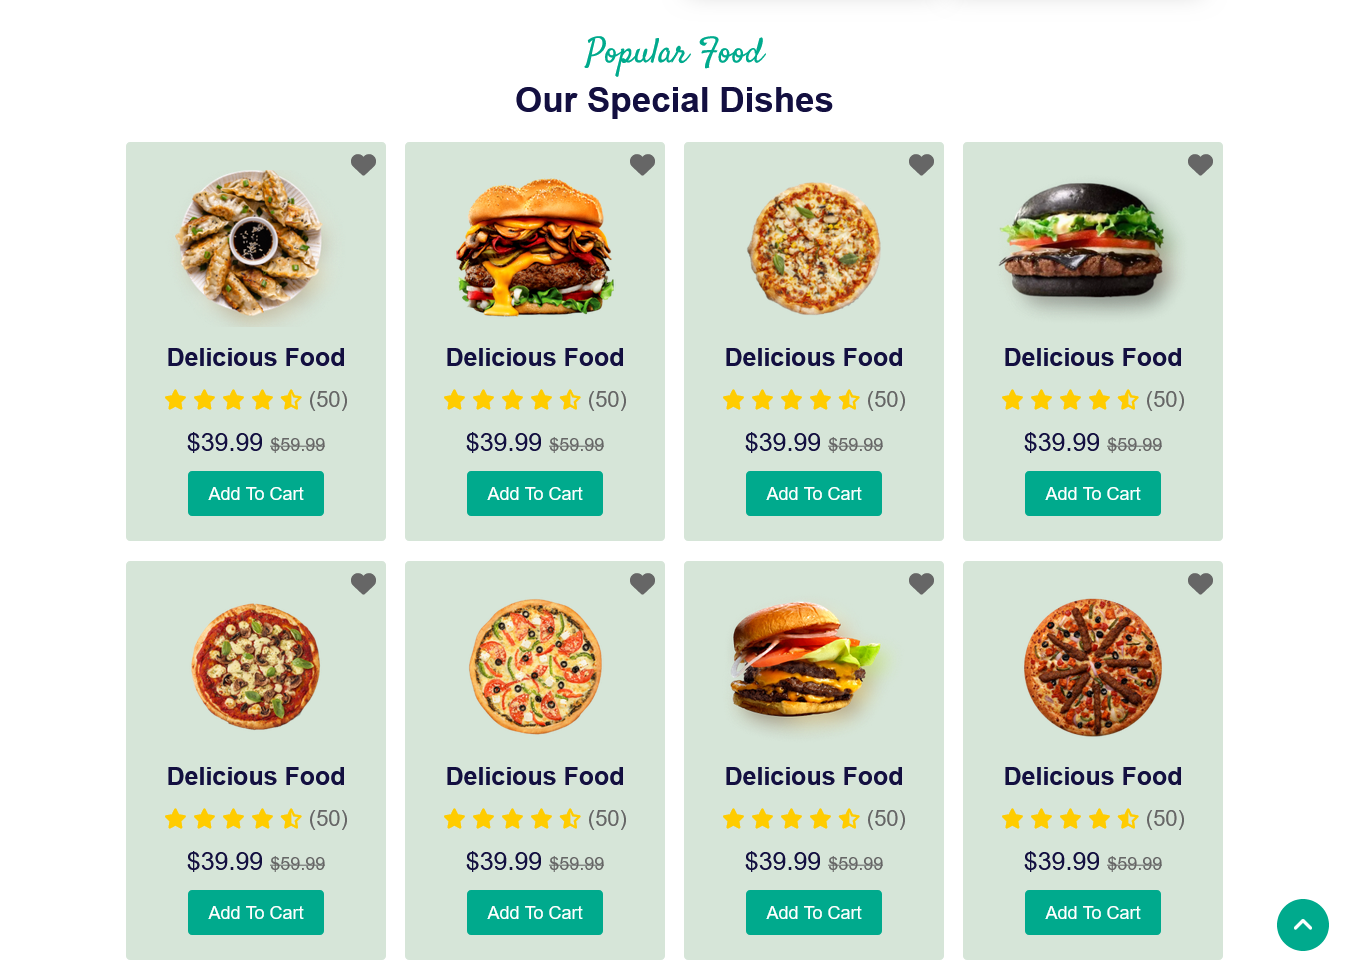 Popular Food
Our Special Dishes
Delicious Food
(50)
$39.99 $59.99
Add To Cart
Delicious Food
(50)
$39.99 $59.99
Add To Cart
Delicious Food
(50)
$39.99 $59.99
Add To Cart
Delicious Food
(50)
$39.99 $59.99
Add To Cart
Delicious Food
(50)
$39.99 $59.99
Add To Cart
Delicious Food
(50)
$39.99 $59.99
Add To Cart
Delicious Food
(50)
$39.99 $59.99
Add To Cart
Delicious Food
(50)
$39.99 $59.99
Add To Cart